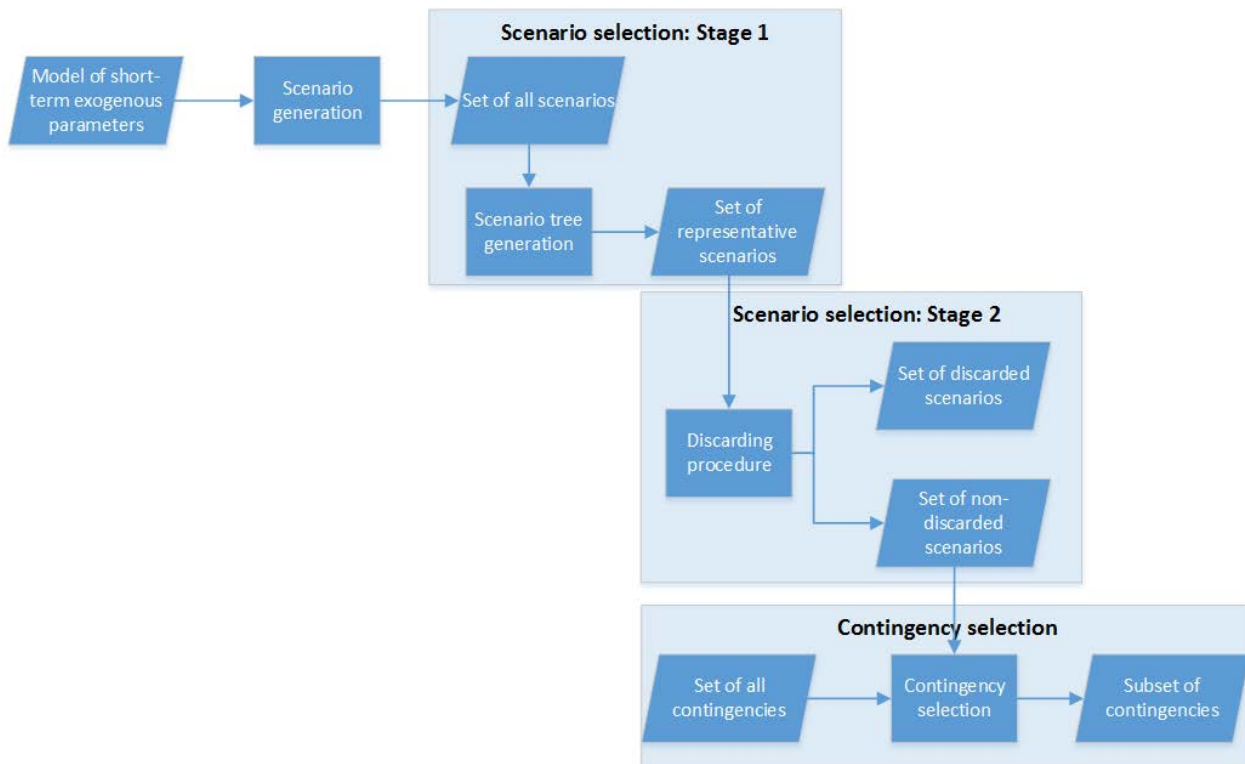 Scenario selection: Stage 1
Model of short-
term exogenous
parameters
Scenario
generation
Set of all scenarios
Scenario tree
generation
Set of
representative
scenarios
Scenario selection: Stage 2
Set of discarded
scenarios
Discarding
procedure
Set of non-
discarded
scenarios
Contingency selection
Set of all
contingencies
Contingency
selection
Subset of
contingencies